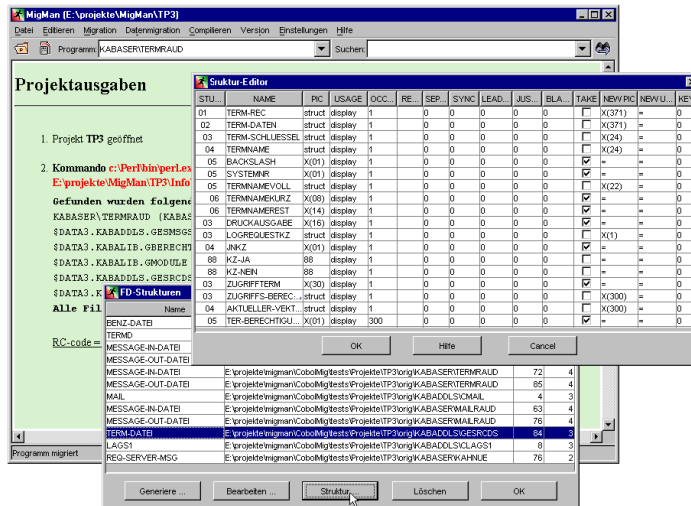 MigMan (E:\projekte\MigMan\TP3)
Datei Editieren Migration Datenmigration Compilieren Version Einstellungen Hilfe
Programm: KABASER\TERMRAUD Suchen:
Projektausgaben
1. Projekt TP3 geöffnet
2. Kommando c:\Perl\bin\perl.ex
E:\projekte\MigMan\TP3\Info\
Gefunden wurden folgend
KABASER\TERMRAUD (KABAS
$DATA3.KABADDLS.GESMSGS
$DATA3.KABALIB.GBERECHT
$DATA3.KABALIB.GMODULE
$DATA3.KABADDLS.GESRCDS
$DATA3.K
Alle Fil
RC-code =
Programm migriert
Sruktur-Editor
STU... NAME PIC USAGE OCC... RE... SEP... SYNC LEAD... JUS... BLA... TAKE NEW PIC NEW U... KEY
01 TERM-REC struct display 1 0 0 0 0 0 X(371) =
02 TERM-DATEN struct display 1 0 0 0 0 0 X(371) =
03 TERM-SCHLUESSEL struct display 1 0 0 0 0 0 X(24) =
04 TERMNAME struct display 1 0 0 0 0 0 X(24) =
05 BACKSLASH X(01) display 1 0 0 0 0 0 = =
05 SYSTEMNR X(01) display 1 0 0 0 0 0 = =
05 TERMNAMEVOLL struct display 1 0 0 0 0 0 X(22) =
06 TERMNAMEKURZ X(08) display 1 0 0 0 0 0 = =
06 TERMNAMEREST X(14) display 1 0 0 0 0 0 = =
03 DRUCKAUSGABE X(16) display 1 0 0 0 0 0 = =
03 LOGREQUESTKZ struct display 1 0 0 0 0 0 X(1) =
04 JNKZ X(01) display 1 0 0 0 0 0 = =
88 KZ-JA 88 display 1 0 0 0 0 0 = =
88 KZ-NEIN 88 display 1 0 0 0 0 0 = =
03 ZUGRIFFTERM X(30) display 1 0 0 0 0 0 = =
03 ZUGRIFFS-BEREC... struct display 1 0 0 0 0 0 X(300) =
04 AKTUELLER-VEKT... struct display 1 0 0 0 0 0 X(300) =
05 TER-BERECHTIGU... X(01) display 300 0 0 0 0 0 = =
OK Hilfe Cancel
FD-Strukturen
Name
BENZ-DATEI
TERMD
MESSAGE-IN-DATEI
MESSAGE-OUT-DATEI
MESSAGE-IN-DATEI E:\projekte\migman\CobolMig\tests\Projekte\TP3\orig\KABASER\TERMRAUD 72 4
MESSAGE-OUT-DATEI E:\projekte\migman\CobolMig\tests\Projekte\TP3\orig\KABASER\TERMRAUD 85 4
MAIL E:\projekte\migman\CobolMig\tests\Projekte\TP3\orig\KABADDLS\CMAIL 4 3
MESSAGE-IN-DATEI E:\projekte\migman\CobolMig\tests\Projekte\TP3\orig\KABASER\MAILRAUD 63 4
MESSAGE-OUT-DATEI E:\projekte\migman\CobolMig\tests\Projekte\TP3\orig\KABASER\MAILRAUD 76 4
TERM-DATEI E:\projekte\migman\CobolMig\tests\Projekte\TP3\orig\KABADDLS\GESRCDS 84 3
LAGS1 E:\projekte\migman\CobolMig\tests\Projekte\TP3\orig\KABADDLS\CLAGS1 8 3
REQ-SERVER-MSG E:\projekte\migman\CobolMig\tests\Projekte\TP3\orig\KABASER\KAHNUE 76 2
Generiere ... Bearbeiten ... Struktur ... Löschen OK